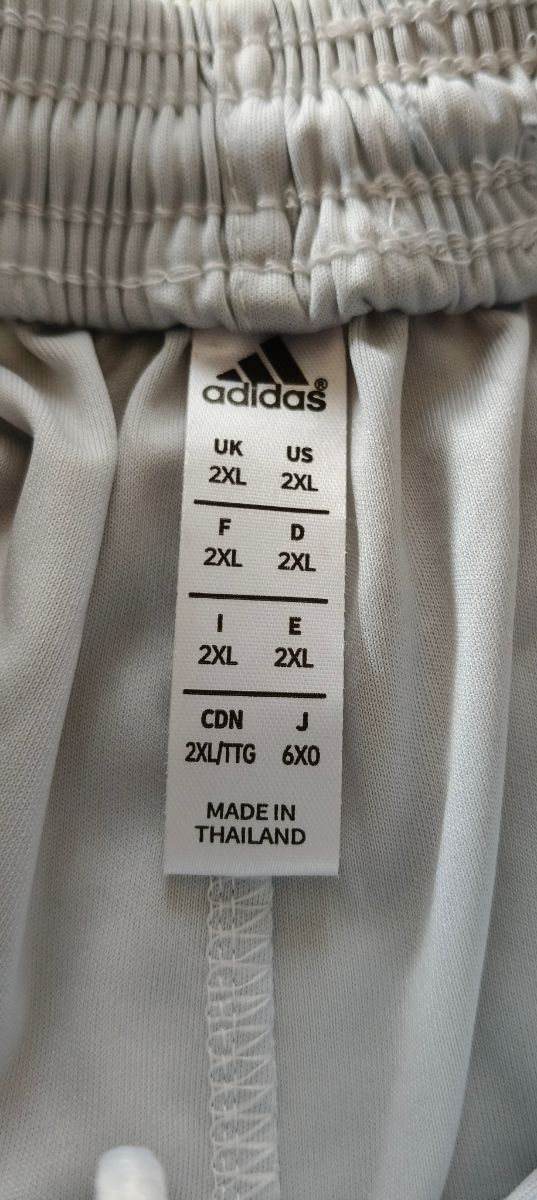 adidas®
UK US
2XL 2XL
F D
2XL 2XL
I E
2XL 2XL
CDN J
2XL/TTG 6XO
MADE IN
THAILAND